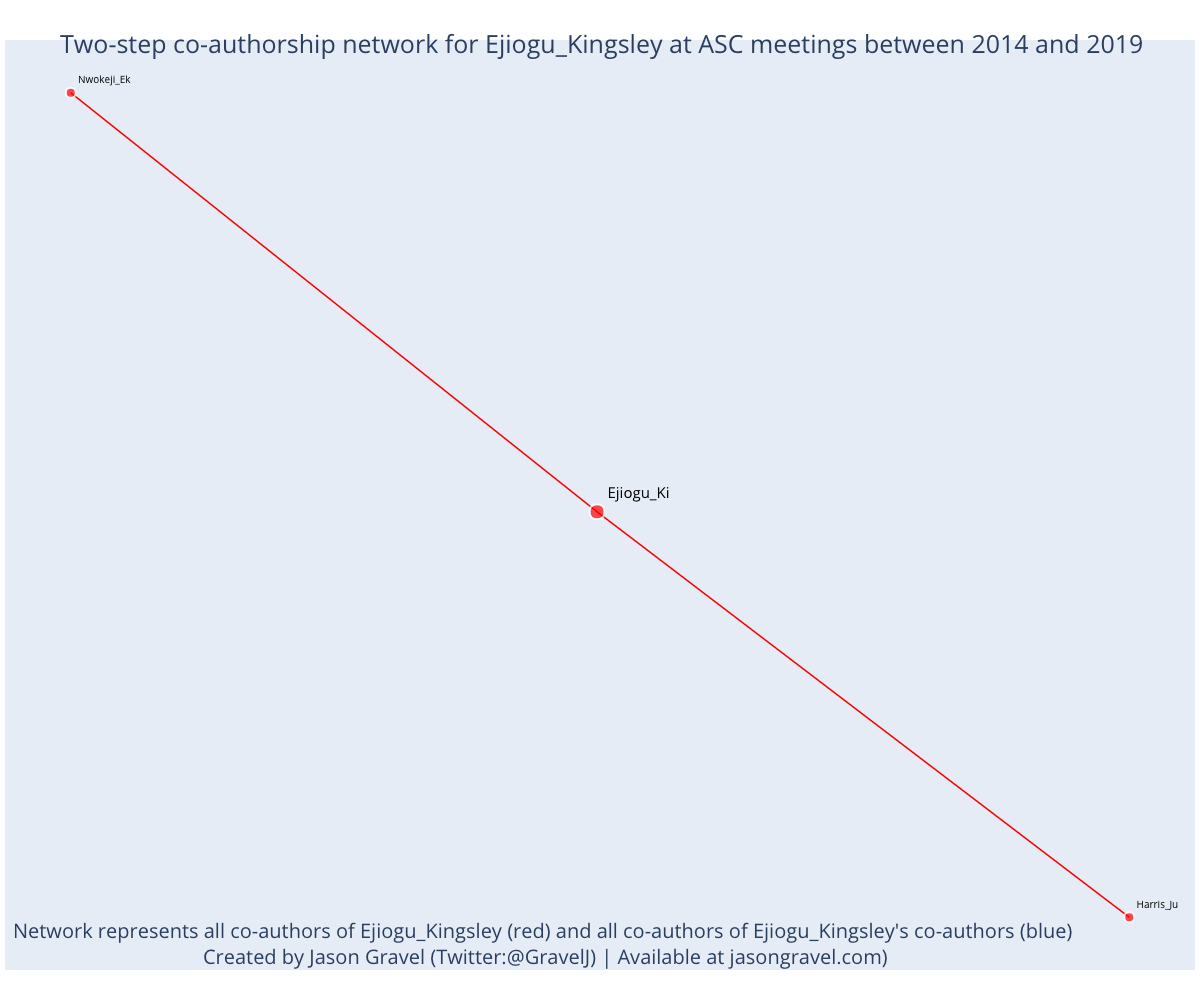 Two-step co-authorship network for Ejiogu_Kingsley at ASC meetings between 2014 and 2019
Nwokeji_Ek
Ejiogu_Ki
Harris_Ju
Network represents all co-authors of Ejiogu_Kingsley (red) and all co-authors of Ejiogu_Kingsley's co-authors (blue)
Created by Jason Gravel (Twitter:@GravelJ) | Available at jasongravel.com)